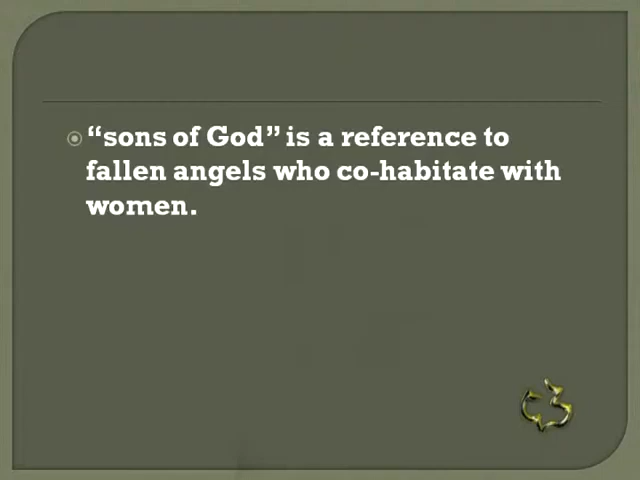 “sons of God” is a reference to
fallen angels who co-habitate with
women.